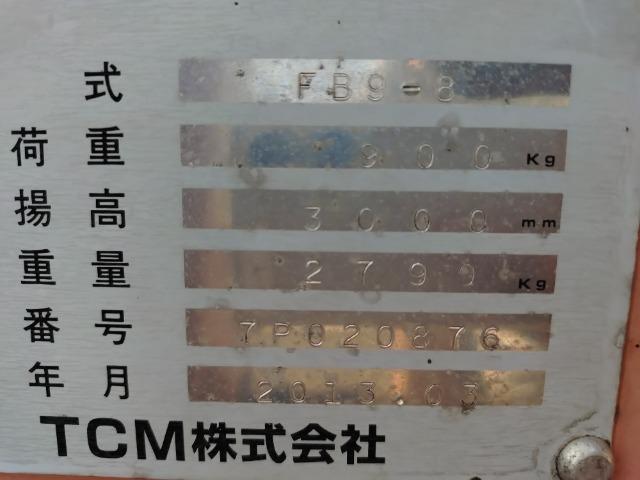 式 FB9-8
荷重 900 Kg
揚高 3000 mm
重量 2799 Kg
番号 7P020876
年月 2013.03
TCM株式会社